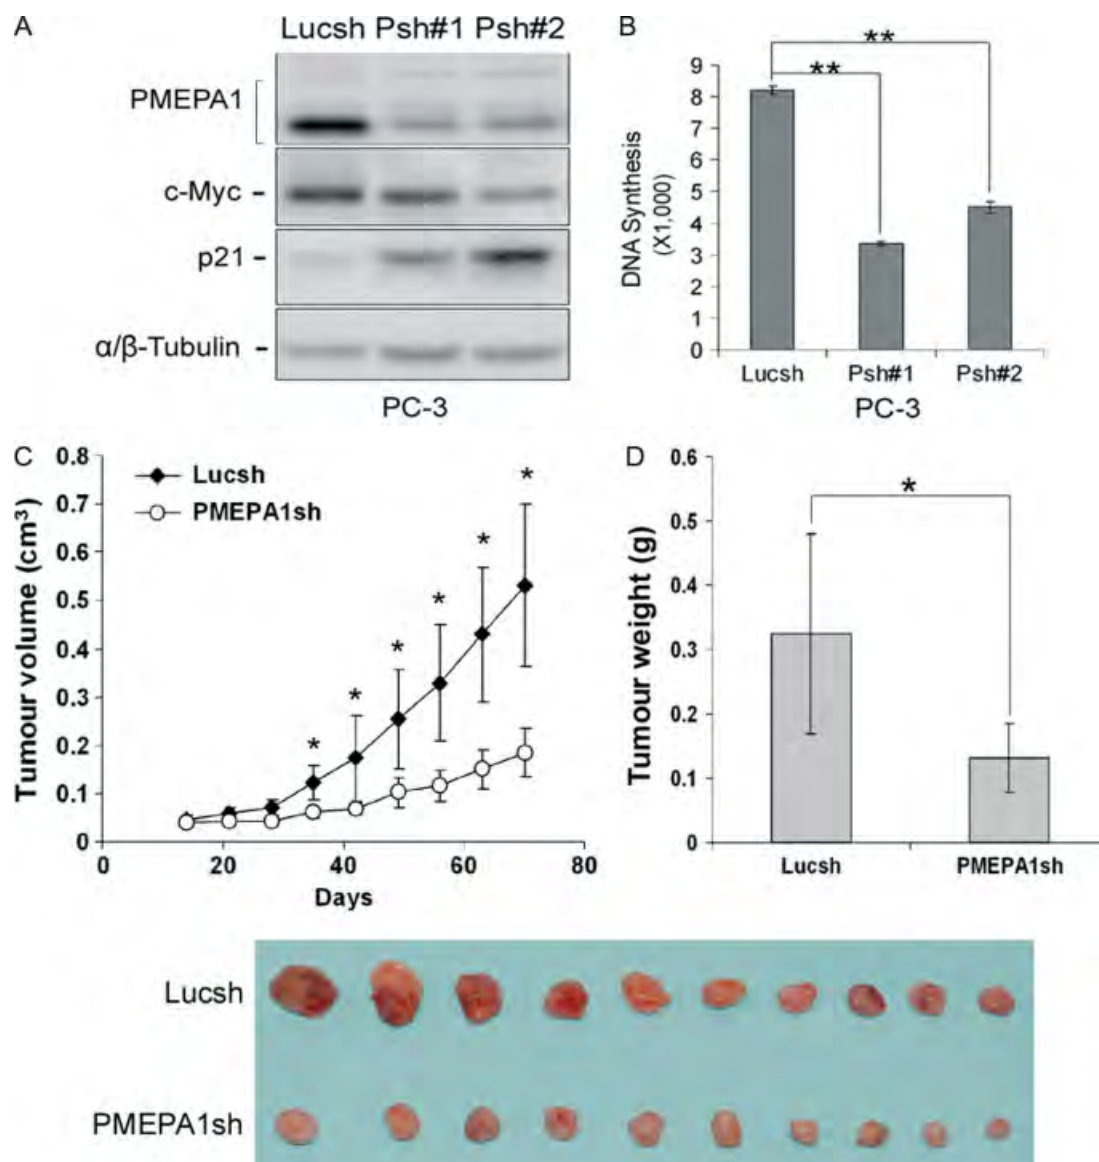 A
Lucsh Psh#1 Psh#2
PMEPA1
c-Myc
p21
α/β-Tubulin
PC-3
B
**
**
DNA Synthesis
(X1,000)
9
8
7
6
5
4
3
2
1
0
Lucsh Psh#1 Psh#2
PC-3
C
Tumour volume (cm³)
0.8
0.7
0.6
0.5
0.4
0.3
0.2
0.1
0
Lucsh
PMEPA1sh
* * * * * *
0 20 40 60 80
Days
D
Tumour weight (g)
0.6
0.5
0.4
0.3
0.2
0.1
0
*
Lucsh PMEPA1sh
Lucsh
PMEPA1sh